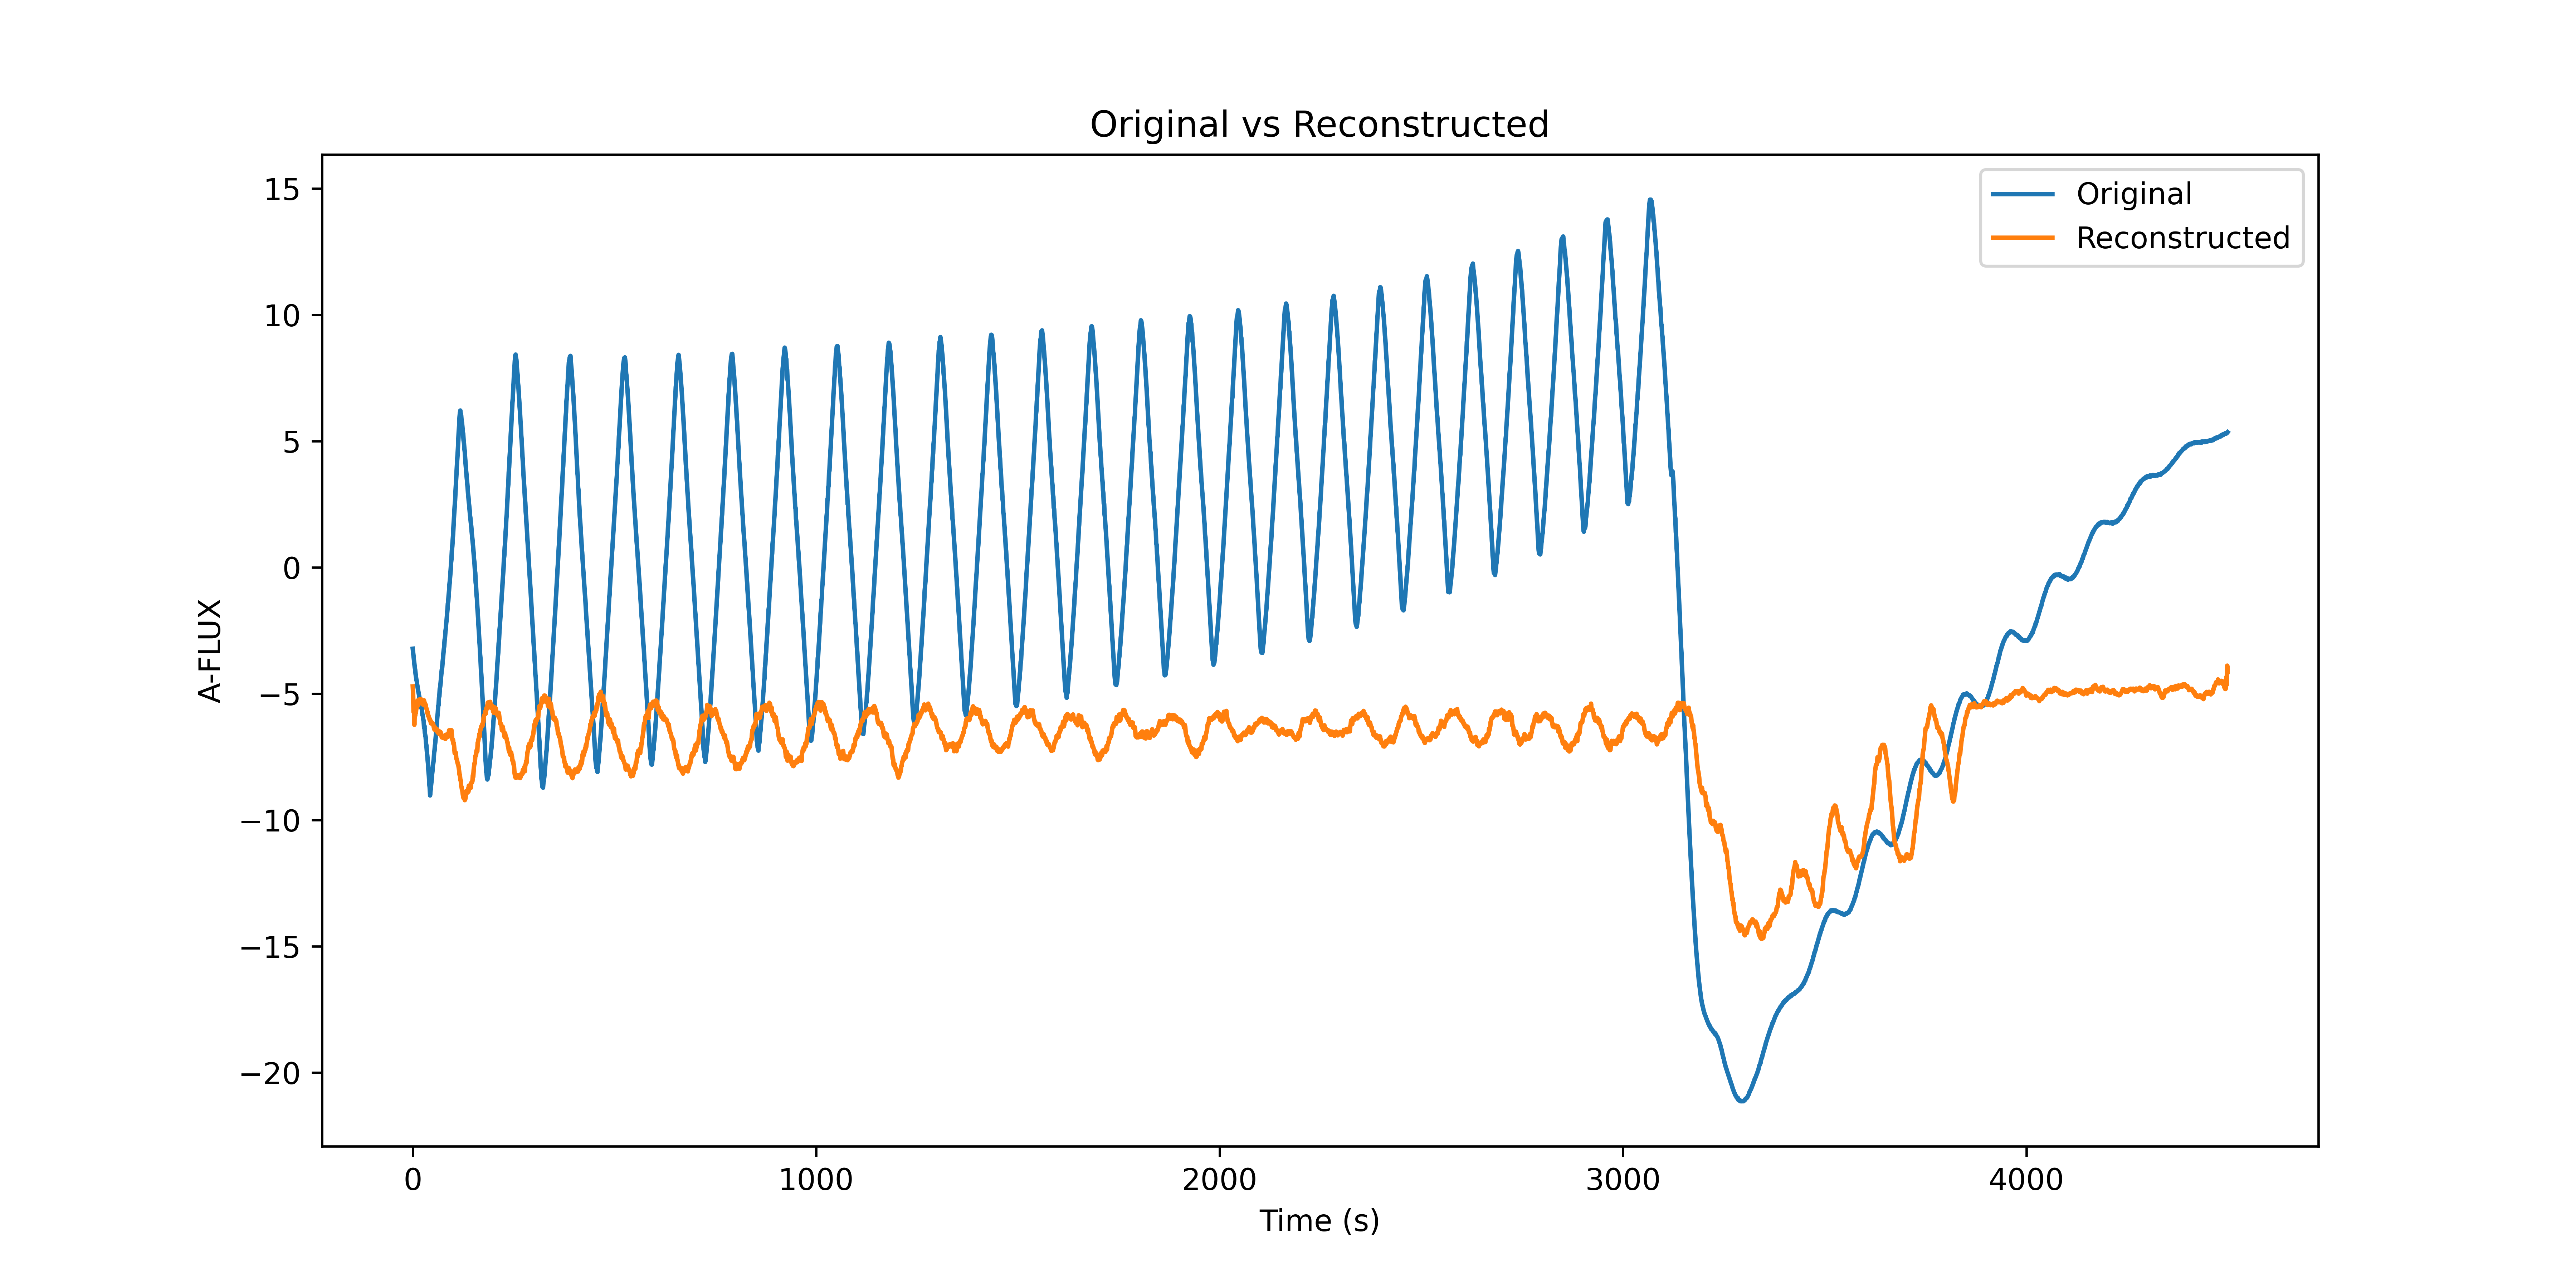 Original vs Reconstructed
Original
Reconstructed
15
10
5
0
−5
−10
−15
−20
A-FLUX
0 1000 2000 3000 4000
Time (s)